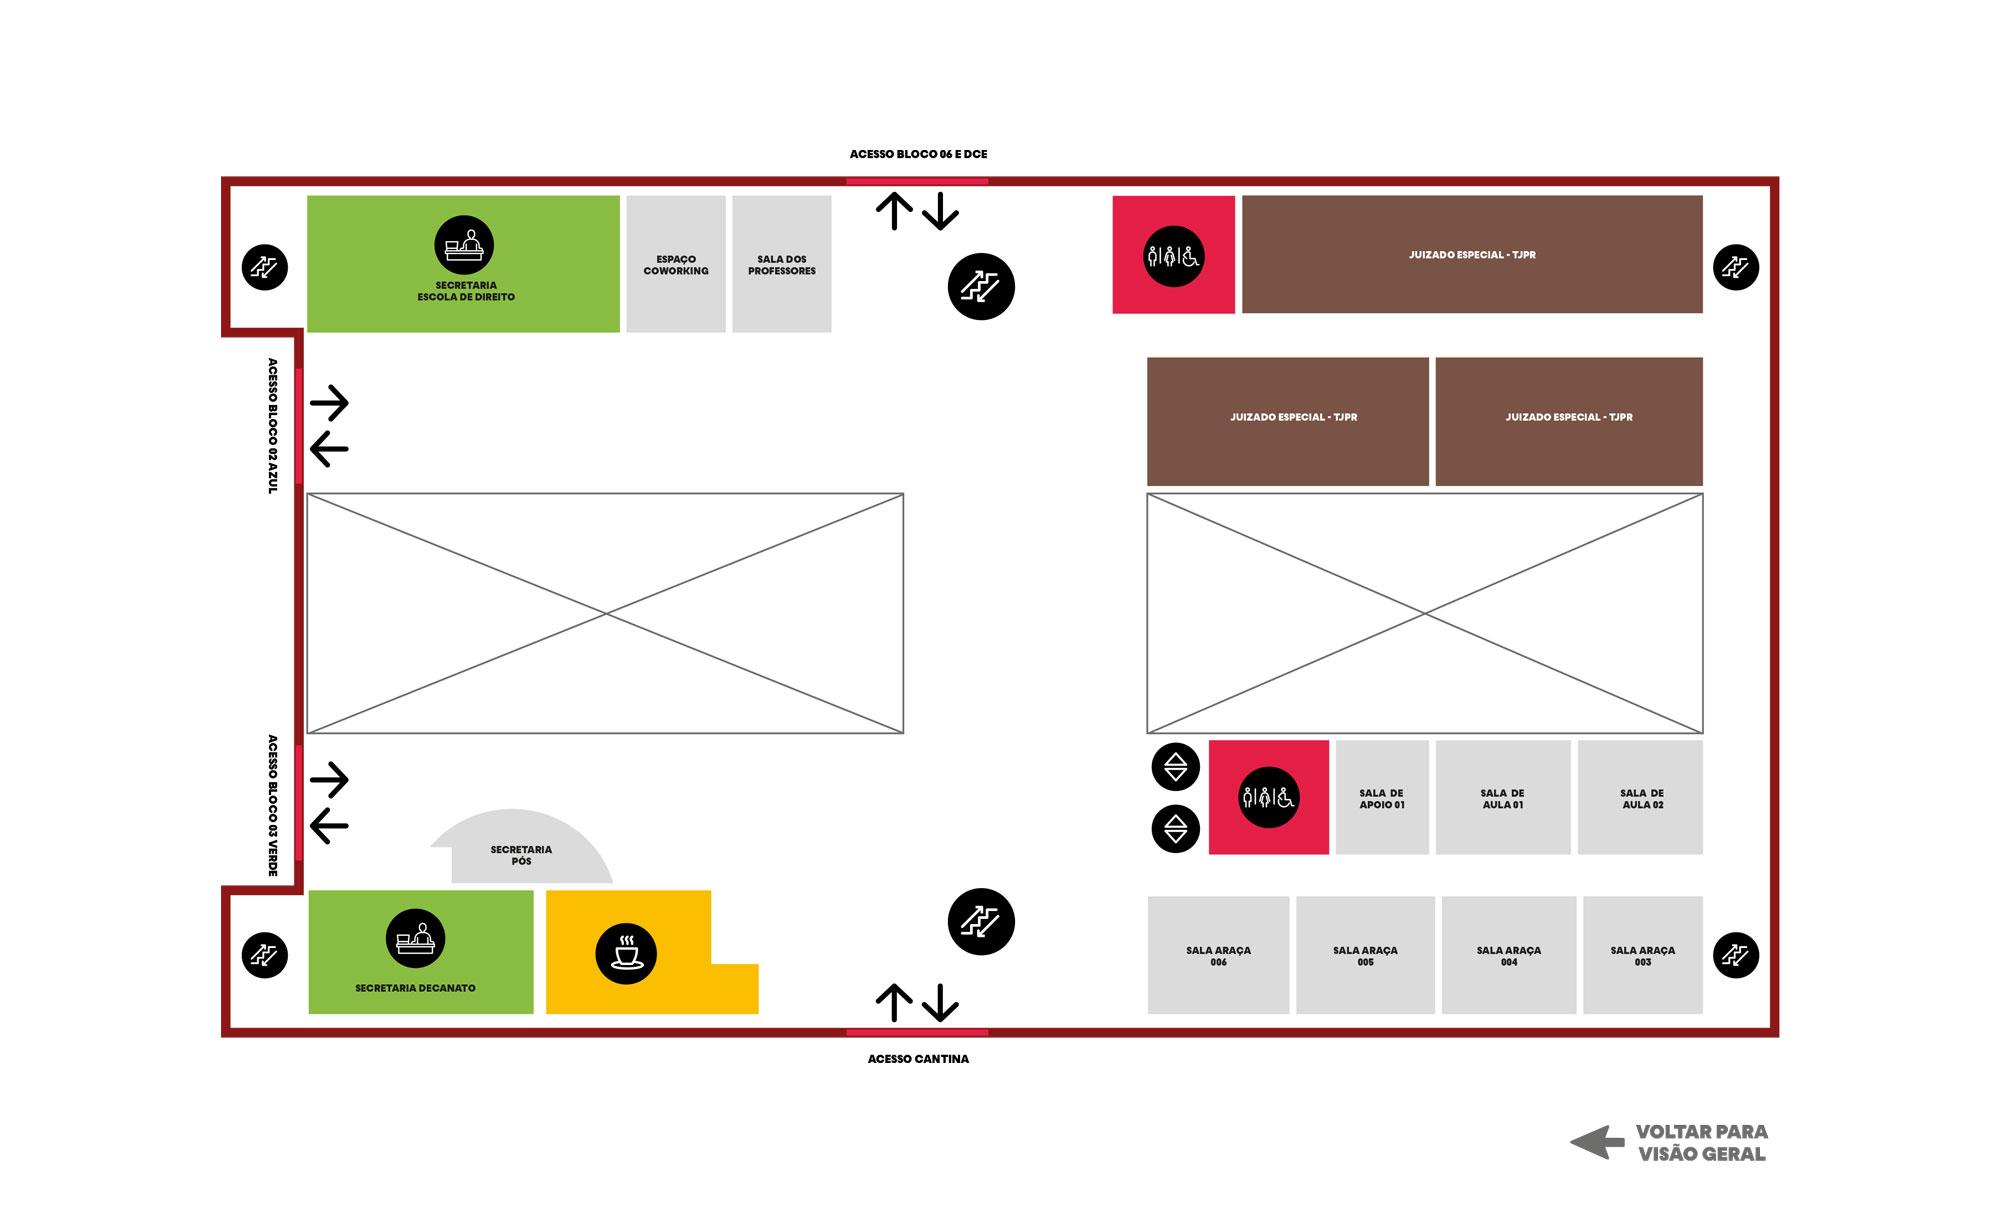 ACESSO BLOCO 06 E DCE
SECRETARIA
ESCOLA DE DIREITO
ESPAÇO
COWORKING
SALA DOS
PROFESSORES
JUIZADO ESPECIAL - TJPR
ACESSO BLOCO 02 AZUL
JUIZADO ESPECIAL - TJPR
JUIZADO ESPECIAL - TJPR
ACESSO BLOCO 03 VERDE
SALA DE
APOIO 01
SALA DE
AULA 01
SALA DE
AULA 02
SECRETARIA
PÓS
SECRETARIA DECANATO
SALA ARAÇA
006
SALA ARAÇA
005
SALA ARAÇA
004
SALA ARAÇA
003
ACESSO CANTINA
VOLTAR PARA
VISÃO GERAL